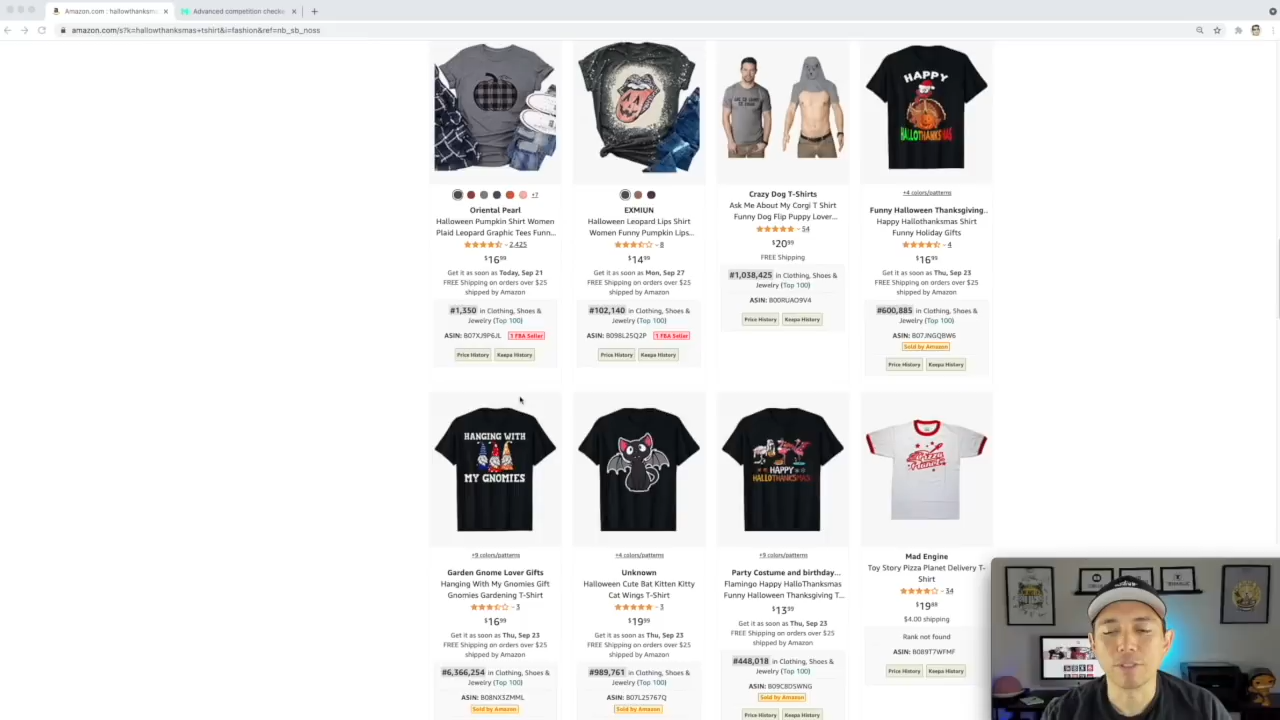 Amazon.com : hallowthanksm
Advanced competition checke
amazon.com/s?k=hallowthanksmas+tshirt&i=fashion&ref=nb_sb_noss
HAPPY
HALLOTHANKSMAS
+7
+4 colors/patterns
Oriental Pearl
Halloween Pumpkin Shirt Women
Plaid Leopard Graphic Tees Funn...
2,425
$16.99
Get it as soon as Today, Sep 21
FREE Shipping on orders over $25
shipped by Amazon
#1,350 in Clothing, Shoes &
Jewelry (Top 100)
ASIN: B07XJ9P6JL 1 FBA Seller
Price History Keepa History
EXMIUN
Halloween Leopard Lips Shirt
Women Funny Pumpkin Lips...
8
$14.99
Get it as soon as Mon, Sep 27
FREE Shipping on orders over $25
shipped by Amazon
#102,140 in Clothing, Shoes &
Jewelry (Top 100)
ASIN: B098L25Q2P 1 FBA Seller
Price History Keepa History
Crazy Dog T-Shirts
Ask Me About My Corgi T Shirt
Funny Dog Flip Puppy Lover...
54
$20.99
FREE Shipping
#1,038,425 in Clothing, Shoes &
Jewelry (Top 100)
ASIN: B00RUAO9V4
Price History Keepa History
Funny Halloween Thanksgiving..
Happy Hallothanksmas Shirt
Funny Holiday Gifts
4
$16.99
Get it as soon as Thu, Sep 23
FREE Shipping on orders over $25
shipped by Amazon
#600,885 in Clothing, Shoes &
Jewelry (Top 100)
ASIN: B07JNGQBW6
Sold by Amazon
Price History Keepa History
HANGING WITH
MY GNOMIES
+9 colors/patterns
Garden Gnome Lover Gifts
Hanging With My Gnomies Gift
Gnomies Gardening T-Shirt
3
$16.99
Get it as soon as Thu, Sep 23
FREE Shipping on orders over $25
shipped by Amazon
#6,366,254 in Clothing, Shoes &
Jewelry (Top 100)
ASIN: B08NX3ZMML
Sold by Amazon
+4 colors/patterns
Unknown
Halloween Cute Bat Kitten Kitty
Cat Wings T-Shirt
3
$19.99
Get it as soon as Thu, Sep 23
FREE Shipping on orders over $25
shipped by Amazon
#989,761 in Clothing, Shoes &
Jewelry (Top 100)
ASIN: B07L25767Q
Sold by Amazon
HAPPY
HALLOTHANKSMAS
+9 colors/patterns
Party Costume and birthday...
Flamingo Happy HalloThanksmas
Funny Halloween Thanksgiving T...
$13.99
Get it as soon as Thu, Sep 23
FREE Shipping on orders over $25
shipped by Amazon
#448,018 in Clothing, Shoes &
Jewelry (Top 100)
ASIN: B09CBDSWNG
Sold by Amazon
Price History Keepa History
Pizza
Planet
Mad Engine
Toy Story Pizza Planet Delivery T-
Shirt
34
$19.99
$4.00 shipping
Rank not found
ASIN: B089T7WFMF
Price History Keepa History